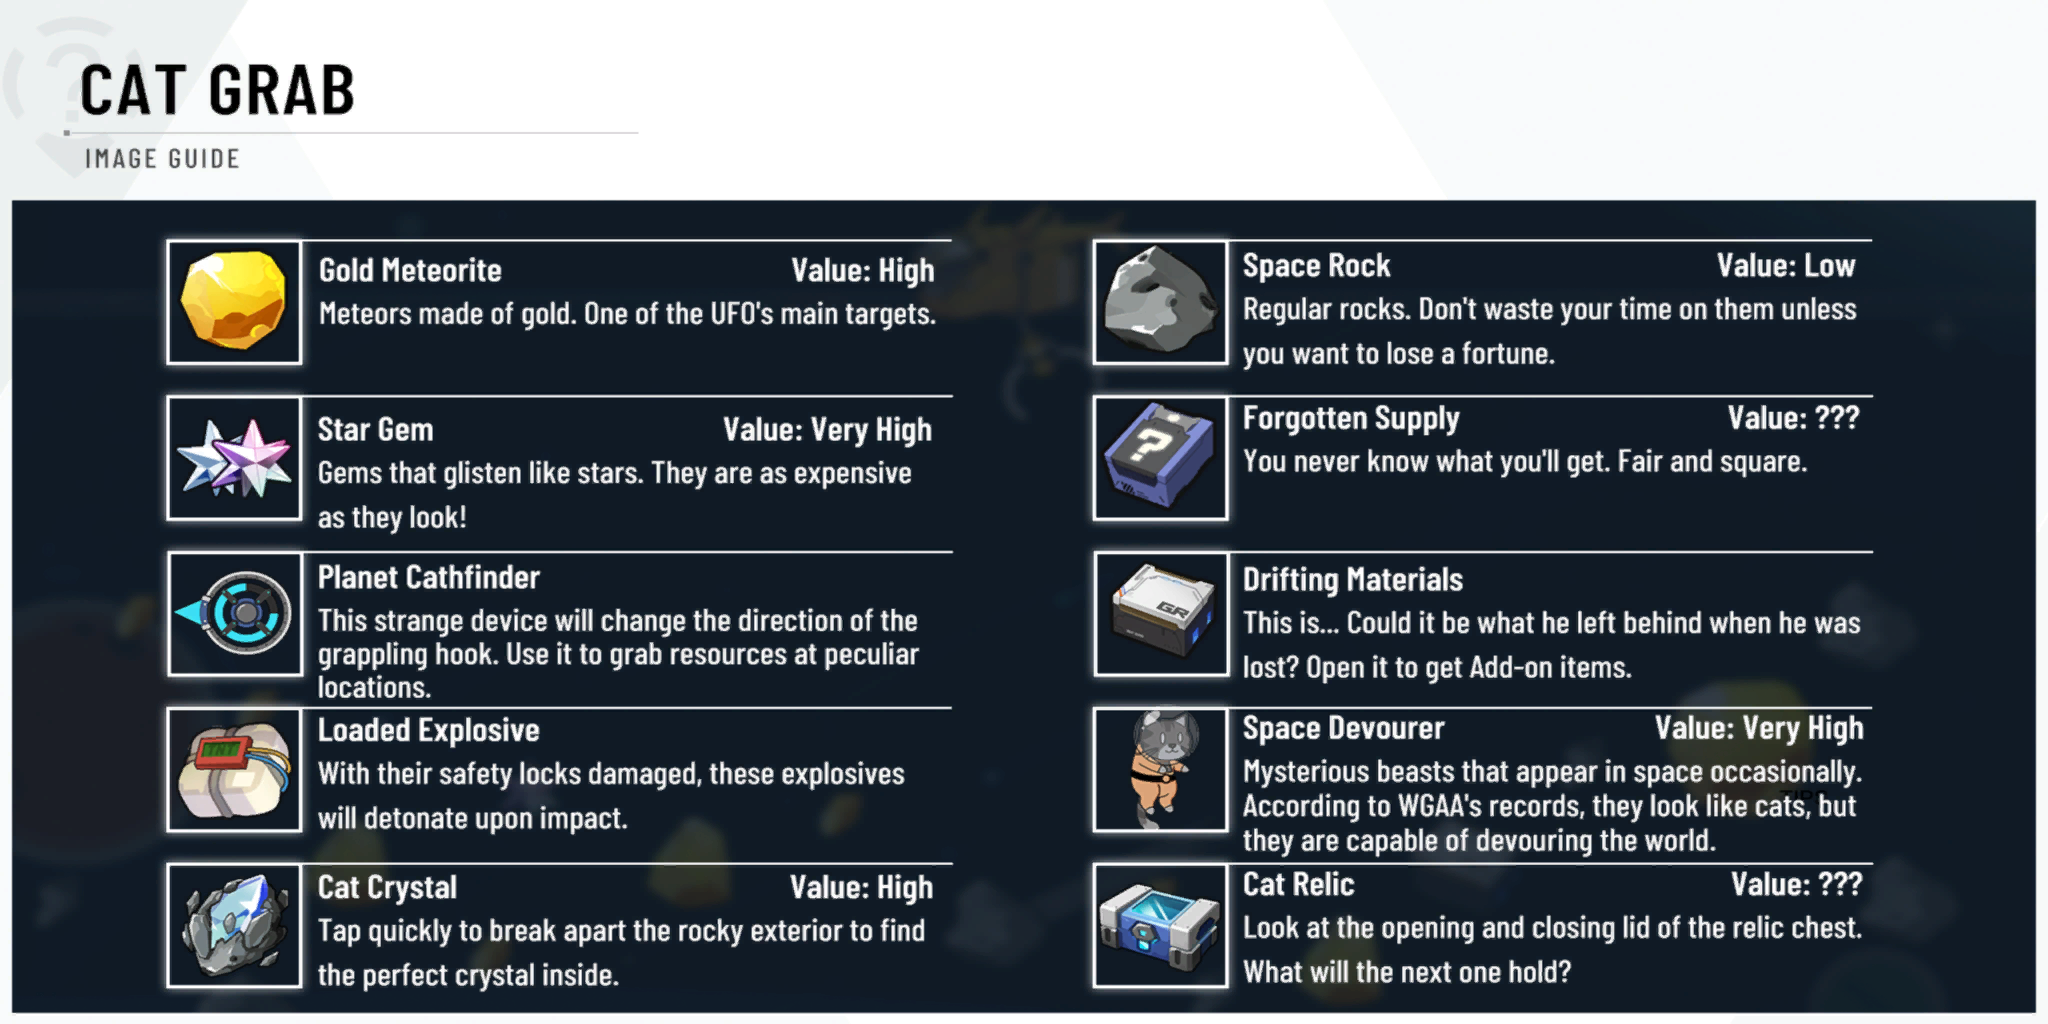 CAT GRAB
IMAGE GUIDE
Gold Meteorite Value: High
Meteors made of gold. One of the UFO's main targets.
Star Gem Value: Very High
Gems that glisten like stars. They are as expensive
as they look!
Planet Cathfinder
This strange device will change the direction of the
grappling hook. Use it to grab resources at peculiar
locations.
TNT
Loaded Explosive
With their safety locks damaged, these explosives
will detonate upon impact.
Cat Crystal Value: High
Tap quickly to break apart the rocky exterior to find
the perfect crystal inside.
Space Rock Value: Low
Regular rocks. Don't waste your time on them unless
you want to lose a fortune.
?
Forgotten Supply Value: ???
You never know what you'll get. Fair and square.
GR
Drifting Materials
This is... Could it be what he left behind when he was
lost? Open it to get Add-on items.
Space Devourer Value: Very High
Mysterious beasts that appear in space occasionally.
According to WGAA's records, they look like cats, but
they are capable of devouring the world.
Cat Relic Value: ???
Look at the opening and closing lid of the relic chest.
What will the next one hold?